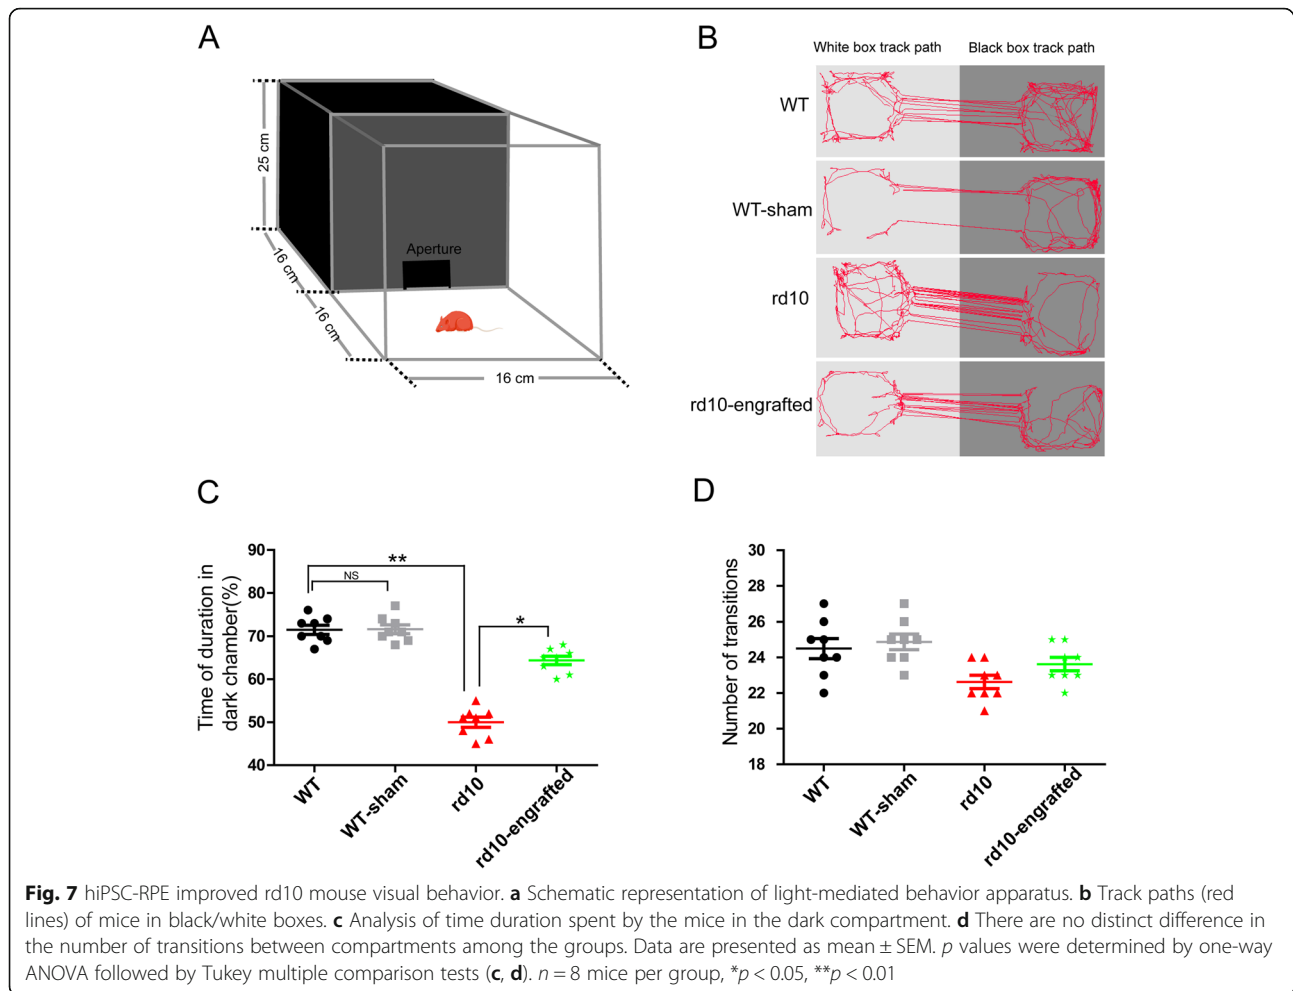 A
25 cm
16 cm
16 cm
Aperture
16 cm
B
White box track path Black box track path
WT
WT-sham
rd10
rd10-engrafted
C
Time of duration in
dark chamber(%)
90
80
70
60
50
40
**
NS
*
WT
WT-sham
rd10
rd10-engrafted
D
Number of transitions
30
28
26
24
22
20
18
WT
WT-sham
rd10
rd10-engrafted
Fig. 7 hiPSC-RPE improved rd10 mouse visual behavior. a Schematic representation of light-mediated behavior apparatus. b Track paths (red
lines) of mice in black/white boxes. c Analysis of time duration spent by the mice in the dark compartment. d There are no distinct difference in
the number of transitions between compartments among the groups. Data are presented as mean ± SEM. p values were determined by one-way
ANOVA followed by Tukey multiple comparison tests (c, d). n = 8 mice per group, *p < 0.05, **p < 0.01